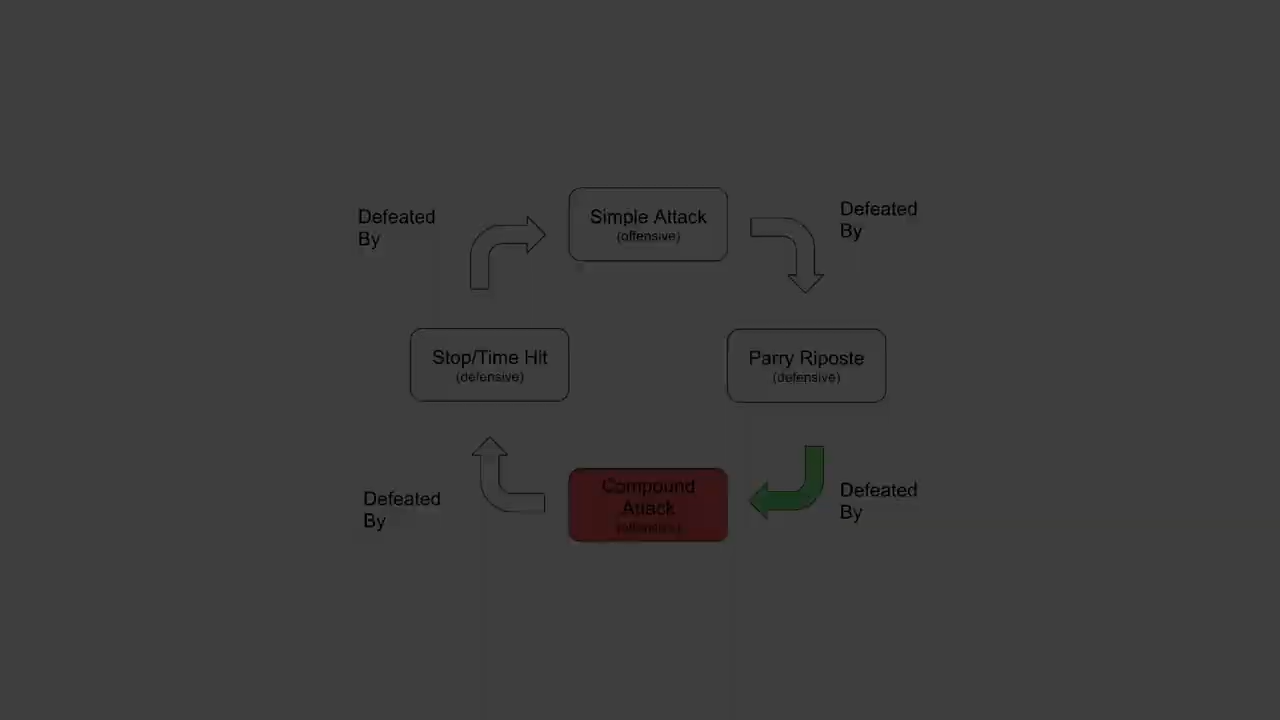 Defeated
By
Simple Attack
(offensive)
Defeated
By
Stop/Time Hit
(defensive)
Parry Riposte
(defensive)
Defeated
By
Compound
Attack
(offensive)
Defeated
By